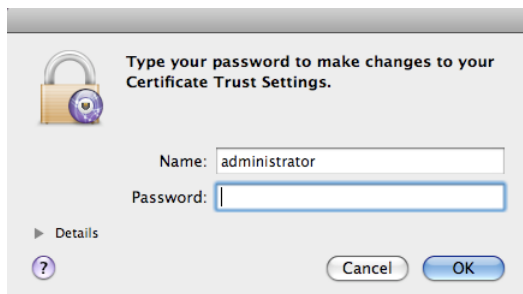 Type your password to make changes to your
Certificate Trust Settings.
Name: administrator
Password:
Details
?
Cancel
OK